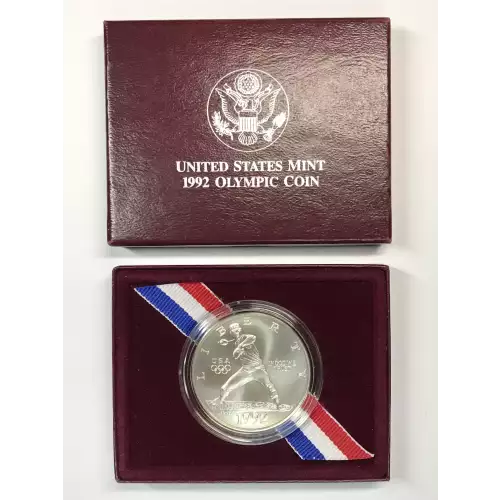 UNITED STATES MINT
1992 OLYMPIC COIN
LIBERTY
USA
1992